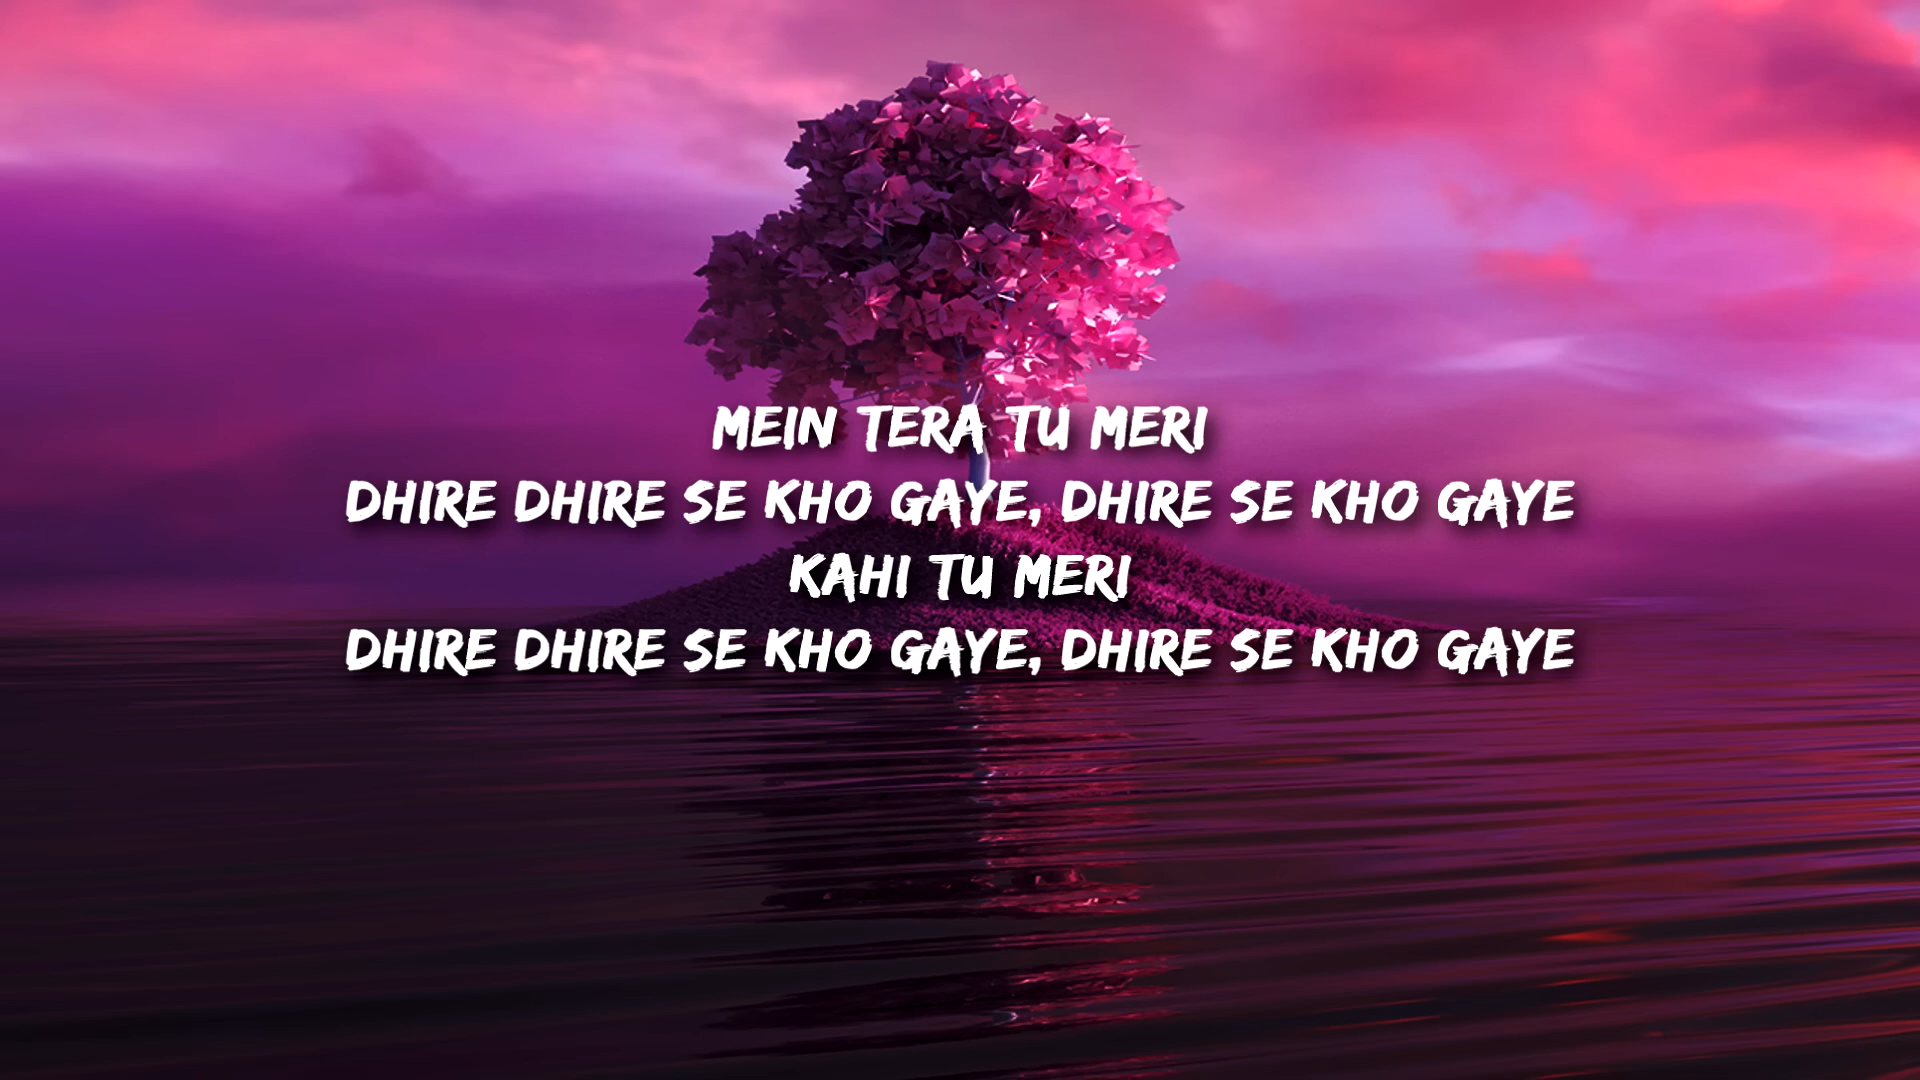 MEIN TERA TU MERI
DHIRE DHIRE SE KHO GAYE, DHIRE SE KHO GAYE
KAHI TU MERI
DHIRE DHIRE SE KHO GAYE, DHIRE SE KHO GAYE